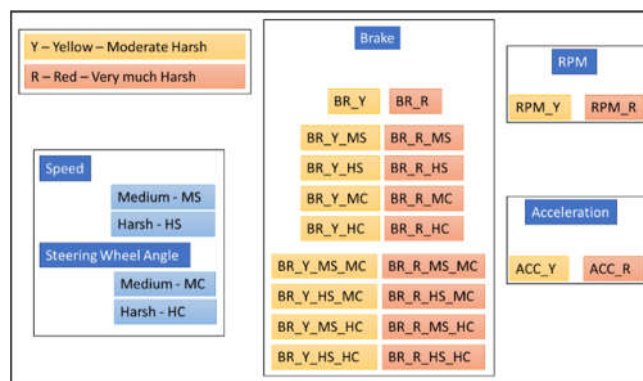 Y – Yellow – Moderate Harsh
R – Red – Very much Harsh
Speed
Medium - MS
Harsh - HS
Steering Wheel Angle
Medium - MC
Harsh - HC
Brake
BR_Y BR_R
BR_Y_MS BR_R_MS
BR_Y_HS BR_R_HS
BR_Y_MC BR_R_MC
BR_Y_HC BR_R_HC
BR_Y_MS_MC BR_R_MS_MC
BR_Y_HS_MC BR_R_HS_MC
BR_Y_MS_HC BR_R_MS_HC
BR_Y_HS_HC BR_R_HS_HC
RPM
RPM_Y RPM_R
Acceleration
ACC_Y ACC_R